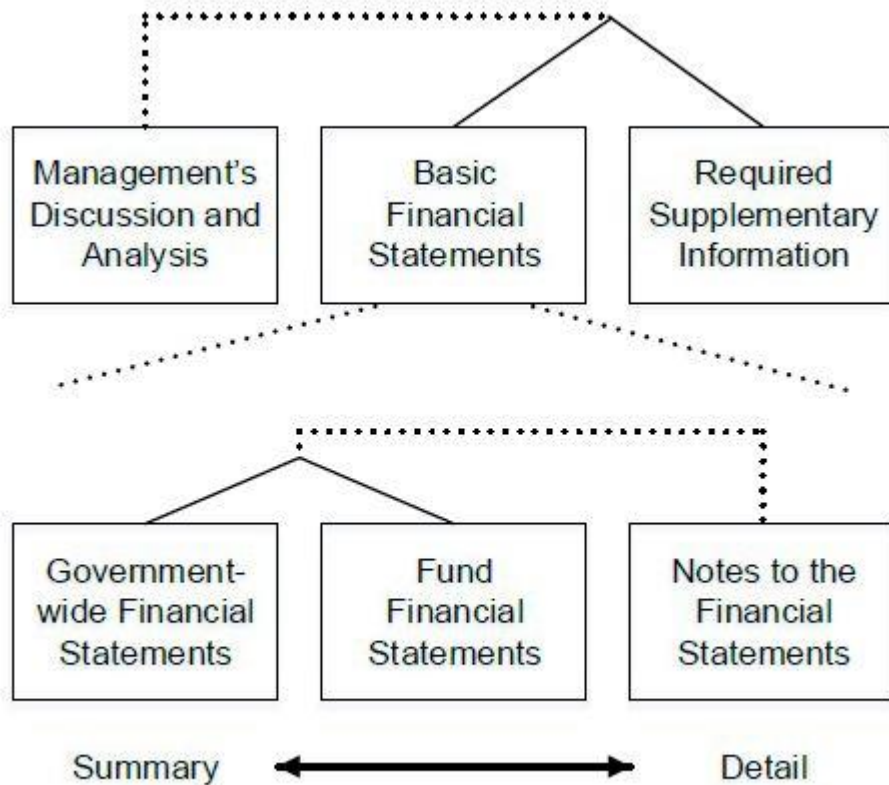 Management's
Discussion and
Analysis
Basic
Financial
Statements
Required
Supplementary
Information
Government-
wide Financial
Statements
Fund
Financial
Statements
Notes to the
Financial
Statements
Summary
Detail